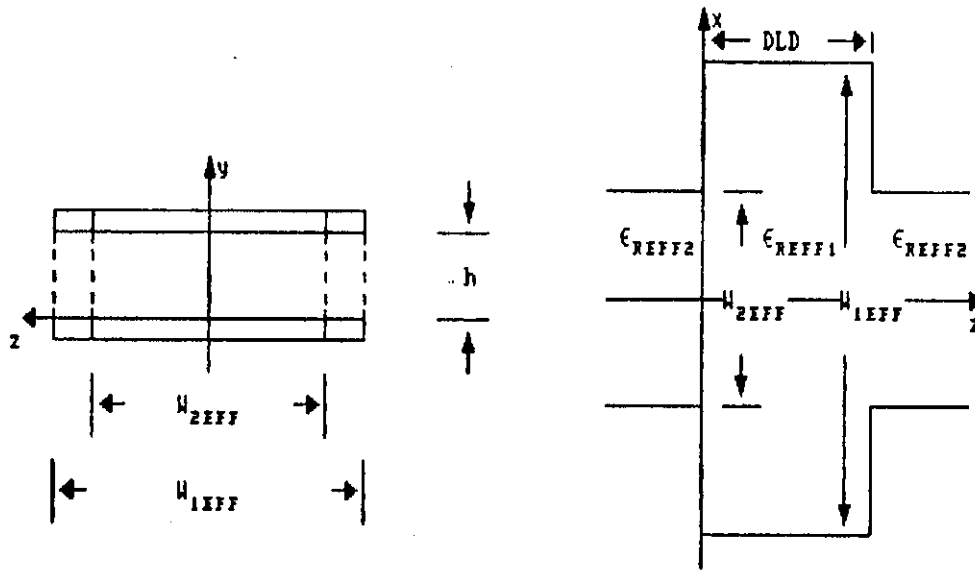 y
h
z
W2EFF
W1EFF
x
DLD
ϵREFF2
ϵREFF1
ϵREFF2
W2EFF
W1EFF
z